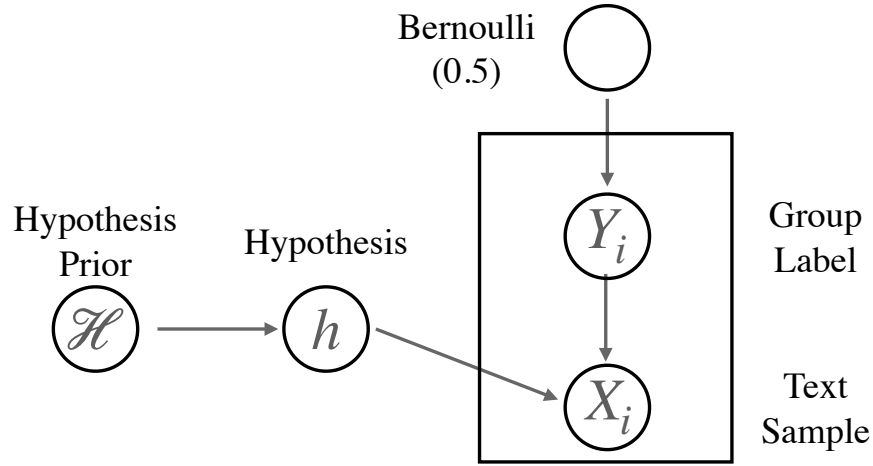 Bernoulli
(0.5)
Hypothesis
Prior
ℋ
Hypothesis
h
Y_i
Group
Label
X_i
Text
Sample